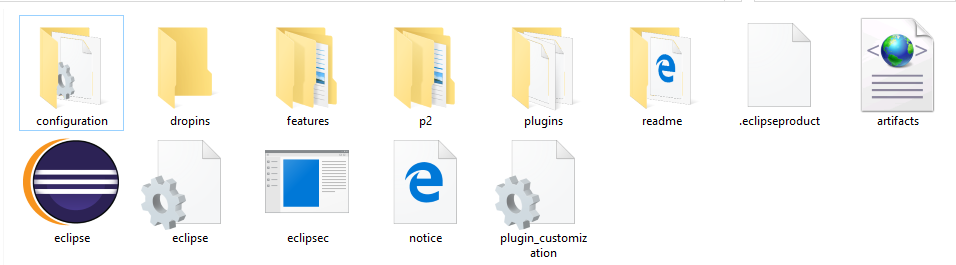 configuration
dropins
features
p2
plugins
readme
.eclipseproduct
artifacts
eclipse
eclipse
eclipsec
notice
plugin_customiz
ation